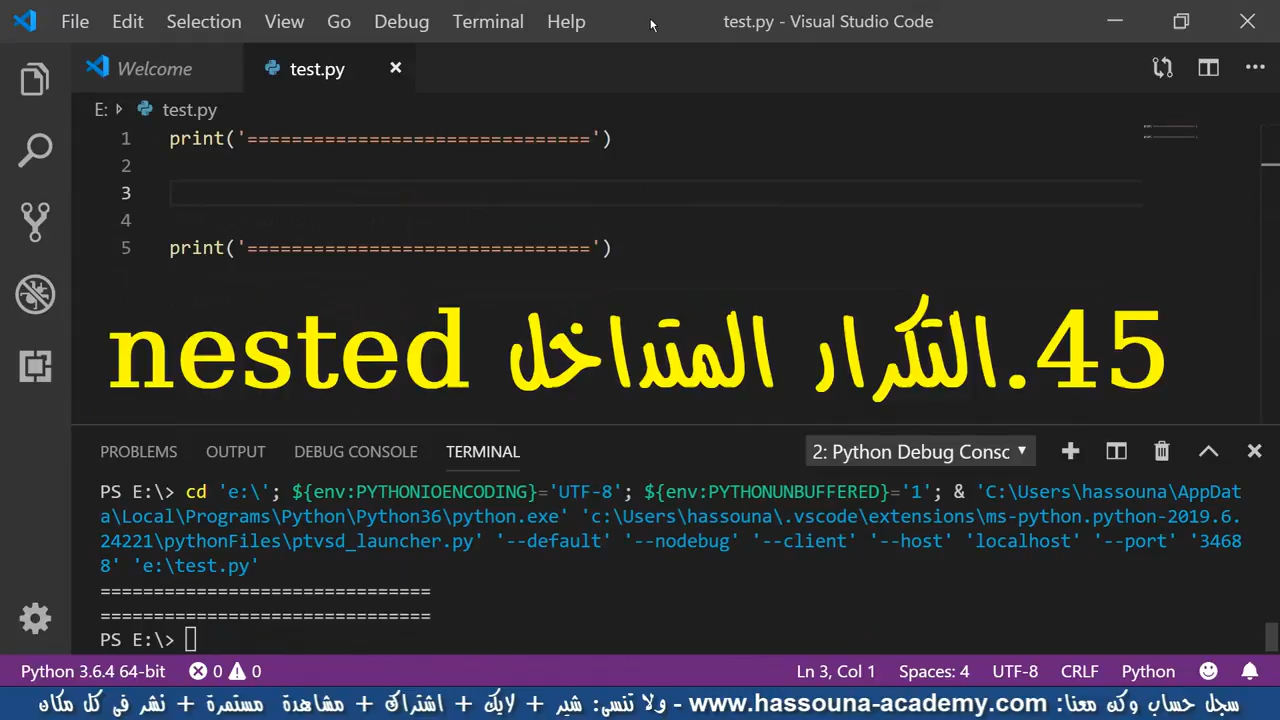 File Edit Selection View Go Debug Terminal Help test.py - Visual Studio Code
Welcome test.py
E: test.py
1 print('==============================')
2
3
4
5 print('==============================')
45.التكرار المتداخل nested
PROBLEMS OUTPUT DEBUG CONSOLE TERMINAL 2: Python Debug Consc
PS E:\> cd 'e:\'; ${env:PYTHONIOENCODING}='UTF-8'; ${env:PYTHONUNBUFFERED}='1'; & 'C:\Users\hassouna\AppDat
a\Local\Programs\Python\Python36\python.exe' 'c:\Users\hassouna\.vscode\extensions\ms-python.python-2019.6.
24221\pythonFiles\ptvsd_launcher.py' '--default' '--nodebug' '--client' '--host' 'localhost' '--port' '3468
8' 'e:\test.py'
==============================
==============================
PS E:\>
Python 3.6.4 64-bit 0 0 Ln 3, Col 1 Spaces: 4 UTF-8 CRLF Python
سجل حساب وكن معنا: www.hassouna-academy.com - ولا تنسى: شير + لايك + اشتراك + مشاهدة مستمرة + نشر في كل مكان